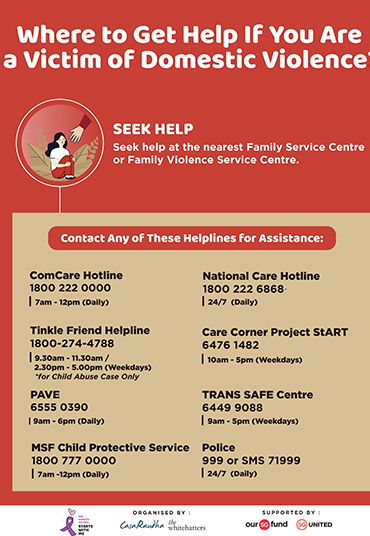 Where to Get Help If You Are
a Victim of Domestic Violence?
SEEK HELP
Seek help at the nearest Family Service Centre
or Family Violence Service Centre.
Contact Any of These Helplines for Assistance:
ComCare Hotline
1800 222 0000
7am - 12pm (Daily)
National Care Hotline
1800 222 6868
24/7 (Daily)
Tinkle Friend Helpline
1800-274-4788
9.30am - 11.30am /
2.30pm - 5.00pm (Weekdays)
*for Child Abuse Case Only
Care Corner Project StART
6476 1482
10am - 5pm (Weekdays)
PAVE
6555 0390
9am - 6pm (Daily)
TRANS SAFE Centre
6449 9088
9am - 5pm (Weekdays)
MSF Child Protective Service
1800 777 0000
7am -12pm (Daily)
Police
999 or SMS 71999
24/7 (Daily)
STARTS
WITH
ME
ORGANISED BY :
CasaRaudha
the
whitehatters
SUPPORTED BY :
our SG fund
SG UNITED